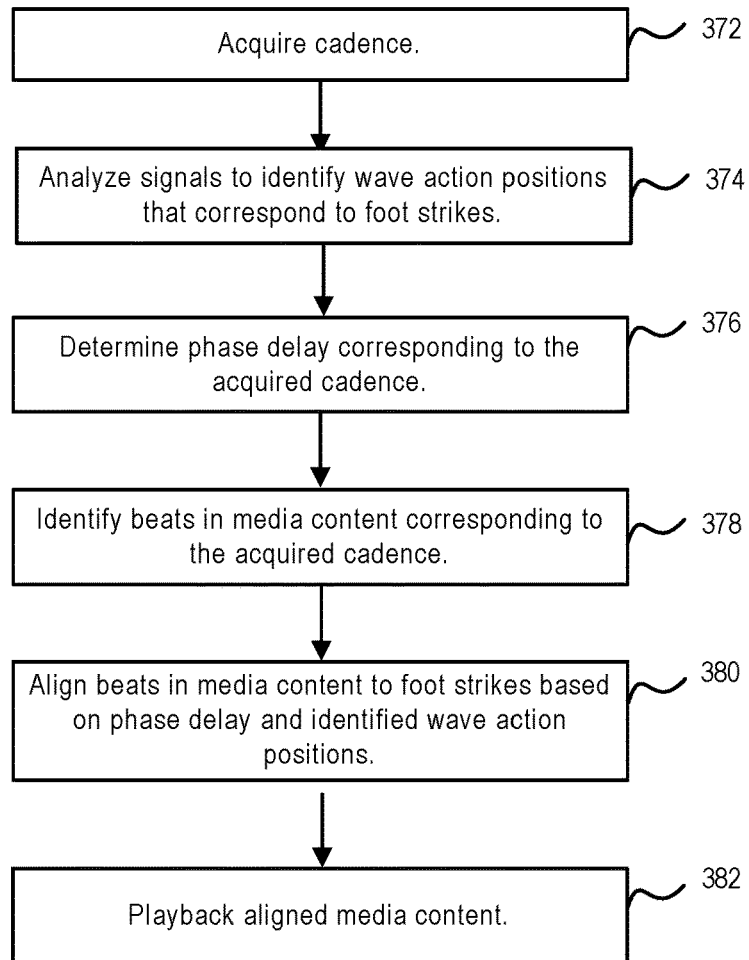 Acquire cadence.
372
Analyze signals to identify wave action positions
that correspond to foot strikes.
374
Determine phase delay corresponding to the
acquired cadence.
376
Identify beats in media content corresponding to
the acquired cadence.
378
Align beats in media content to foot strikes based
on phase delay and identified wave action
positions.
380
Playback aligned media content.
382